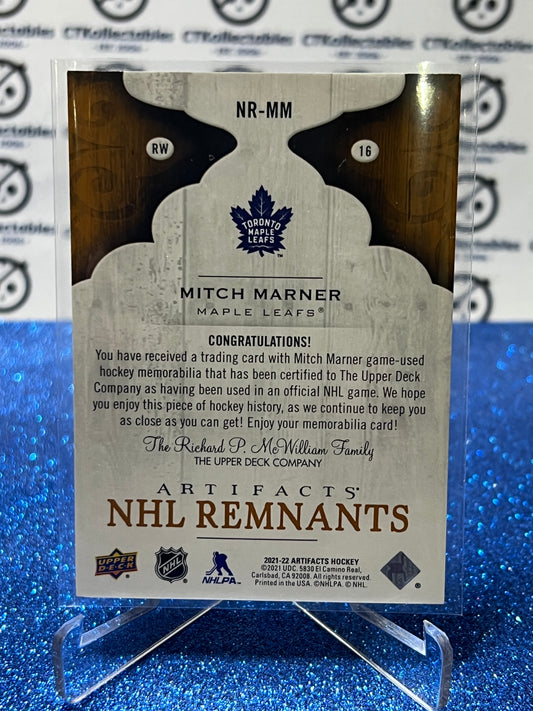 CTKollectables
CTKollectables
CTKollectables
NR-MM
RW
16
TORONTO
MAPLE
LEAFS
MITCH MARNER
MAPLE LEAFS®
CONGRATULATIONS!
You have received a trading card with Mitch Marner game-used
hockey memorabilia that has been certified to The Upper Deck
Company as having been used in an official NHL game. We hope
you enjoy this piece of hockey history, as we continue to keep you
as close as you can get! Enjoy your memorabilia card!
The Richard P. McWilliam Family
THE UPPER DECK COMPANY
ARTIFACTS
NHL REMNANTS
UPPER
DECK
NHL
NHLPA
2021-22 ARTIFACTS HOCKEY
©2021 UDC. 5830 El Camino Real,
Carlsbad, CA 92008. All rights reserved.
Printed in the USA. ©NHLPA. © NHL.